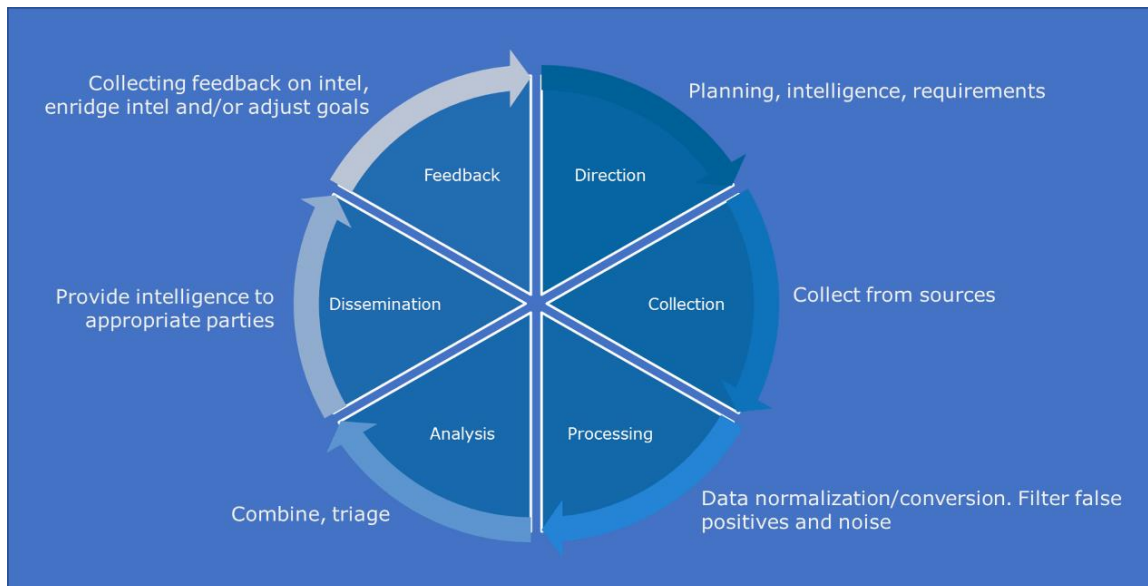 Collecting feedback on intel,
enridge intel and/or adjust goals
Planning, intelligence, requirements
Feedback
Direction
Provide intelligence to
appropriate parties
Dissemination
Collection
Collect from sources
Analysis
Processing
Combine, triage
Data normalization/conversion. Filter false
positives and noise